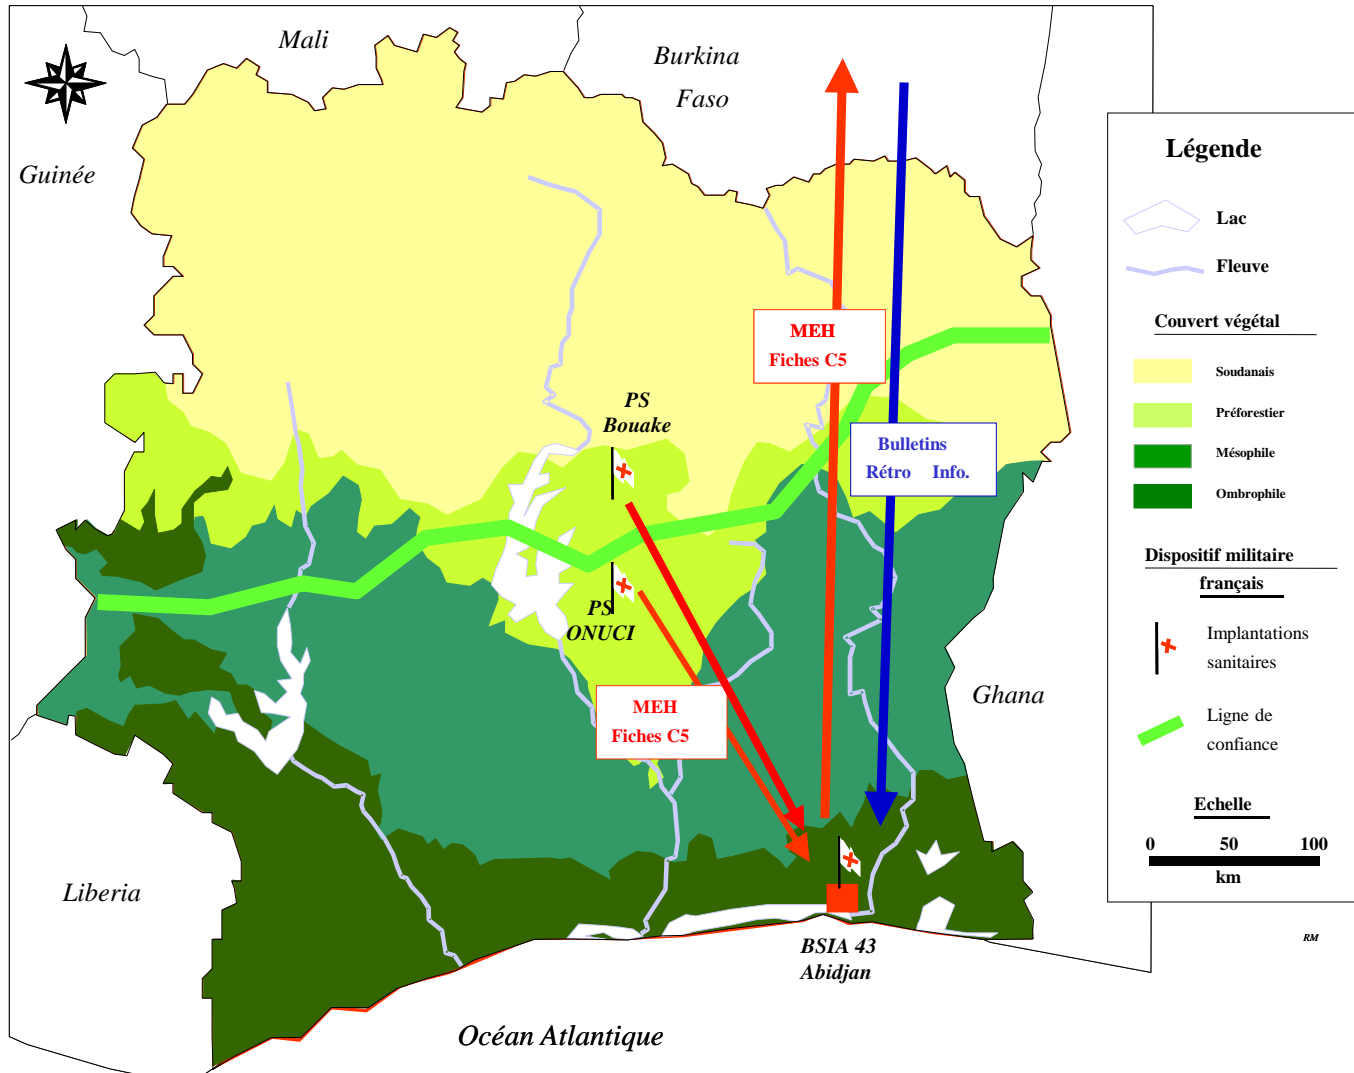 Mali
Burkina
Faso
Guinée
MEH
Fiches C5
PS
Bouake
Bulletins
Rétro Info.
PS
ONUCI
MEH
Fiches C5
Ghana
Liberia
BSIA 43
Abidjan
Océan Atlantique
Légende
Lac
Fleuve
Couvert végétal
Soudanais
Préforestier
Mésophile
Ombrophile
Dispositif militaire
français
Implantations
sanitaires
Ligne de
confiance
Echelle
0 50 100
km
RM